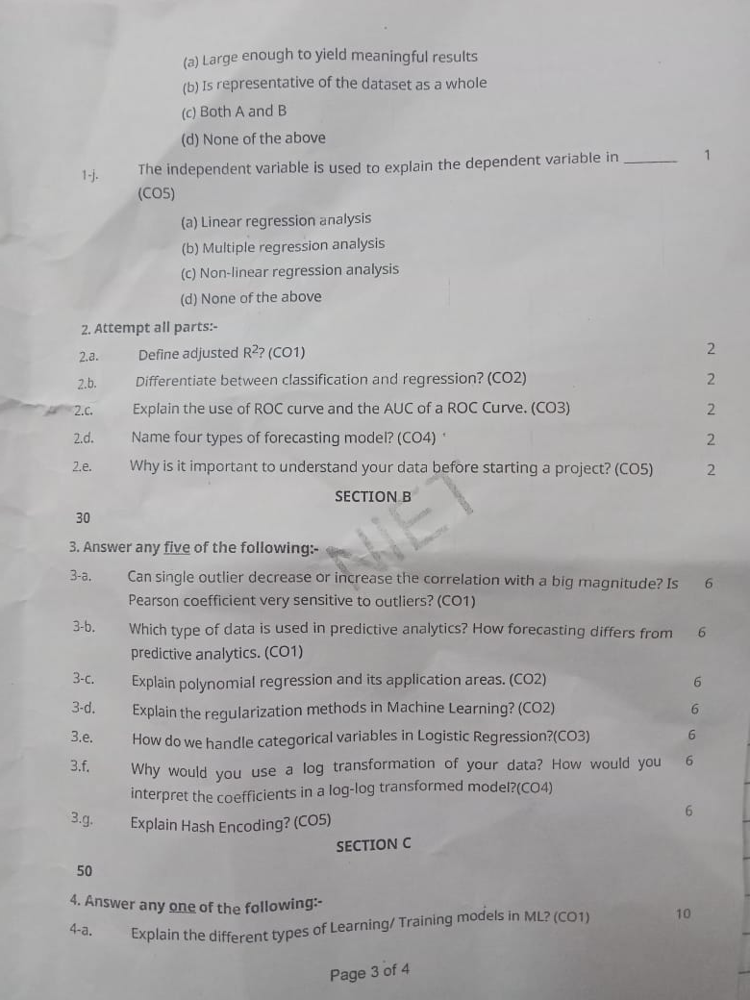 (a) Large enough to yield meaningful results
(b) Is representative of the dataset as a whole
(c) Both A and B
(d) None of the above
1-j. The independent variable is used to explain the dependent variable in ______ 1
(CO5)
(a) Linear regression analysis
(b) Multiple regression analysis
(c) Non-linear regression analysis
(d) None of the above
2. Attempt all parts:-
2.a. Define adjusted R²? (CO1) 2
2.b. Differentiate between classification and regression? (CO2) 2
2.c. Explain the use of ROC curve and the AUC of a ROC Curve. (CO3) 2
2.d. Name four types of forecasting model? (CO4) 2
2.e. Why is it important to understand your data before starting a project? (CO5) 2
SECTION B
30
NIET
3. Answer any five of the following:-
3-a. Can single outlier decrease or increase the correlation with a big magnitude? Is 6
Pearson coefficient very sensitive to outliers? (CO1)
3-b. Which type of data is used in predictive analytics? How forecasting differs from 6
predictive analytics. (CO1)
3-c. Explain polynomial regression and its application areas. (CO2) 6
3-d. Explain the regularization methods in Machine Learning? (CO2) 6
3.e. How do we handle categorical variables in Logistic Regression?(CO3) 6
3.f. Why would you use a log transformation of your data? How would you 6
interpret the coefficients in a log-log transformed model?(CO4)
3.g. Explain Hash Encoding? (CO5) 6
SECTION C
50
4. Answer any one of the following:-
4-a. Explain the different types of Learning/ Training models in ML? (CO1) 10
Page 3 of 4